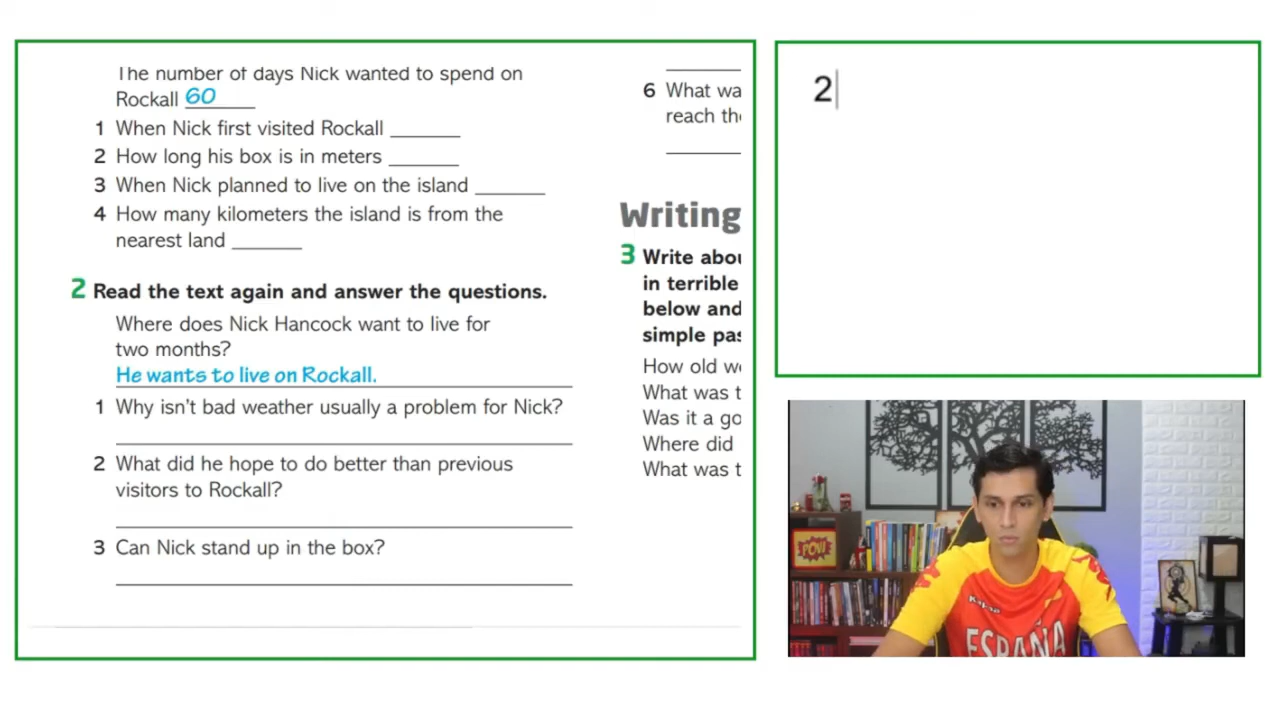 The number of days Nick wanted to spend on
Rockall 60
1 When Nick first visited Rockall
2 How long his box is in meters
3 When Nick planned to live on the island
4 How many kilometers the island is from the
nearest land
2 Read the text again and answer the questions.
Where does Nick Hancock want to live for
two months?
He wants to live on Rockall.
1 Why isn't bad weather usually a problem for Nick?
2 What did he hope to do better than previous
visitors to Rockall?
3 Can Nick stand up in the box?
6 What wa
reach the
Writing
3 Write abou
in terrible
below and
simple pas
How old we
What was t
Was it a go
Where did
What was t
2
POW!
Kappa
ESPAÑA